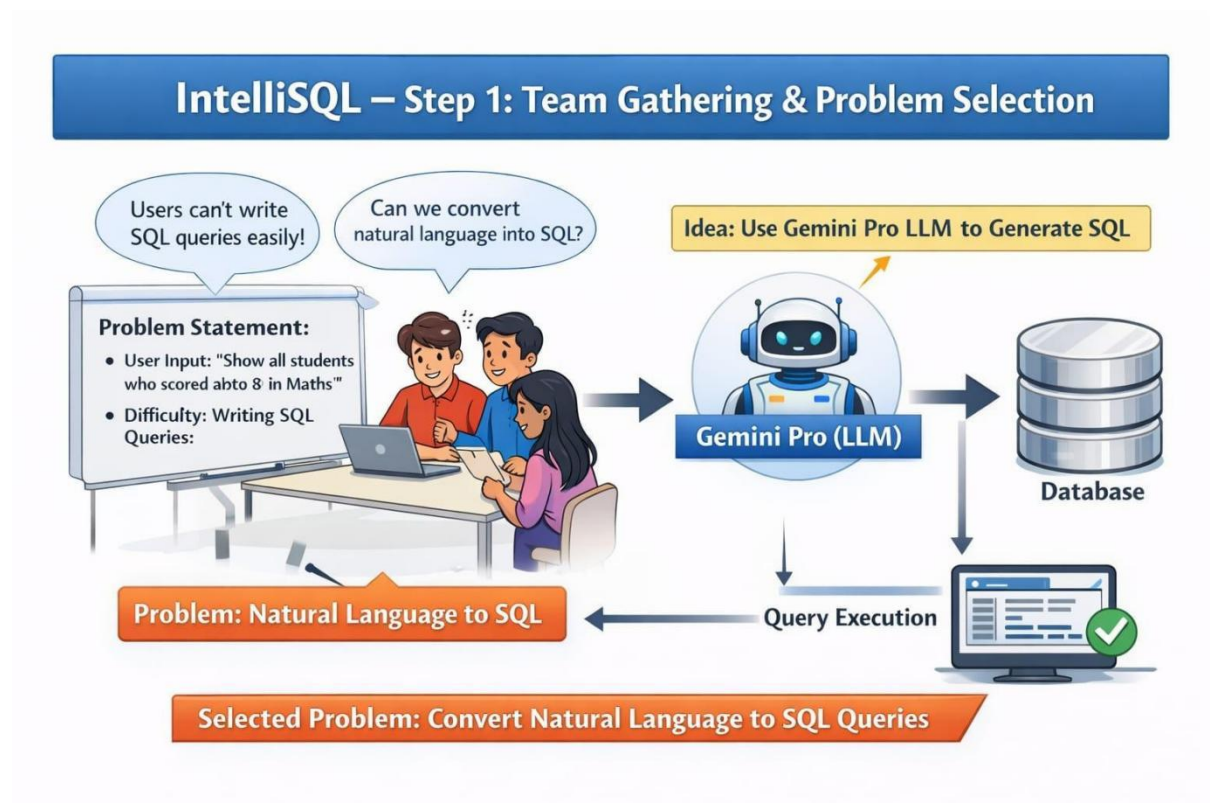 IntelliSQL – Step 1: Team Gathering & Problem Selection
Users can't write
SQL queries easily!
Can we convert
natural language into SQL?
Idea: Use Gemini Pro LLM to Generate SQL
Problem Statement:
• User Input: "Show all students
who scored abto 8 in Maths'"
• Difficulty: Writing SQL
Queries:
Gemini Pro (LLM)
Database
Problem: Natural Language to SQL
Query Execution
Selected Problem: Convert Natural Language to SQL Queries